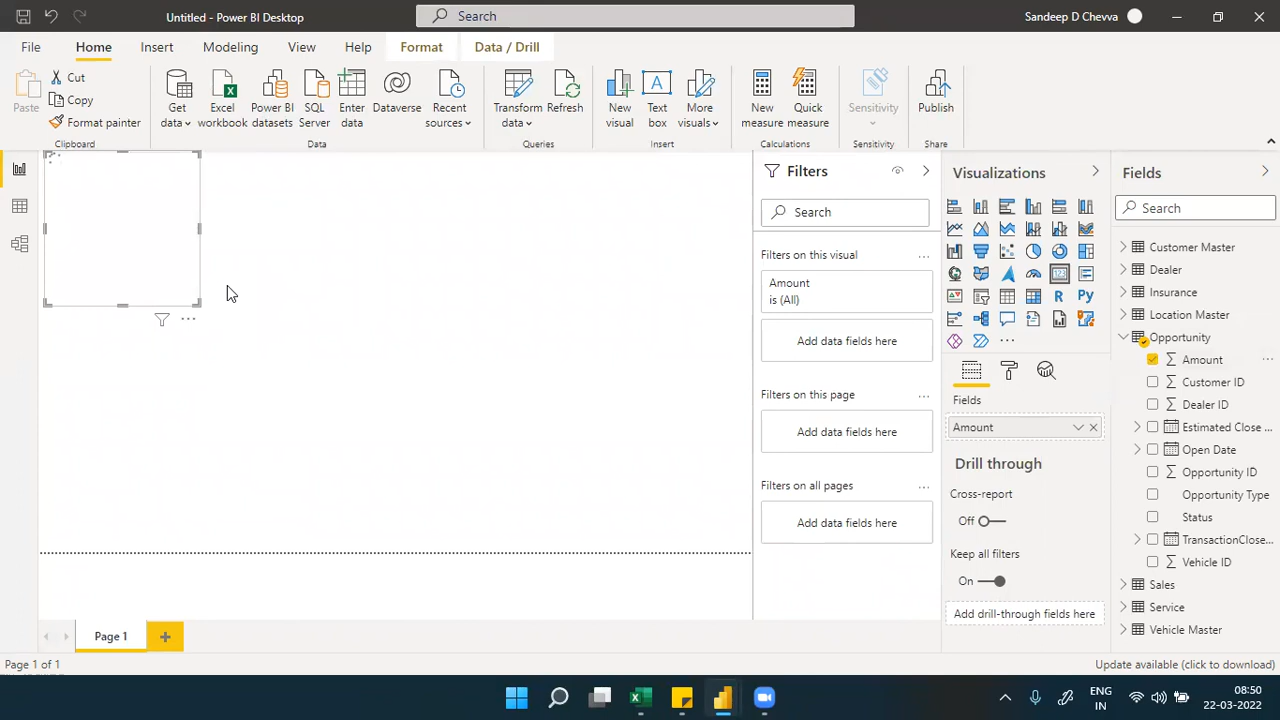 Untitled - Power BI Desktop
Search
Sandeep D Chevva
File
Home
Insert
Modeling
View
Help
Format
Data / Drill
Paste
Cut
Copy
Format painter
Clipboard
Get data
Excel workbook
Power BI datasets
SQL Server
Enter data
Dataverse
Recent sources
Data
Transform data
Refresh
Queries
New visual
Text box
More visuals
Insert
New measure
Quick measure
Calculations
Sensitivity
Sensitivity
Publish
Share
Filters
Search
Filters on this visual
...
Amount
is (All)
Add data fields here
Filters on this page
...
Add data fields here
Filters on all pages
...
Add data fields here
Visualizations
R
Py
...
Fields
Amount
Drill through
Cross-report
Off
Keep all filters
On
Add drill-through fields here
Fields
Search
Customer Master
Dealer
Insurance
Location Master
Opportunity
Amount
...
Customer ID
Dealer ID
Estimated Close ...
Open Date
Opportunity ID
Opportunity Type
Status
TransactionClose...
Vehicle ID
Sales
Service
Vehicle Master
Page 1
Page 1 of 1
Update available (click to download)
ENG
IN
08:50
22-03-2022